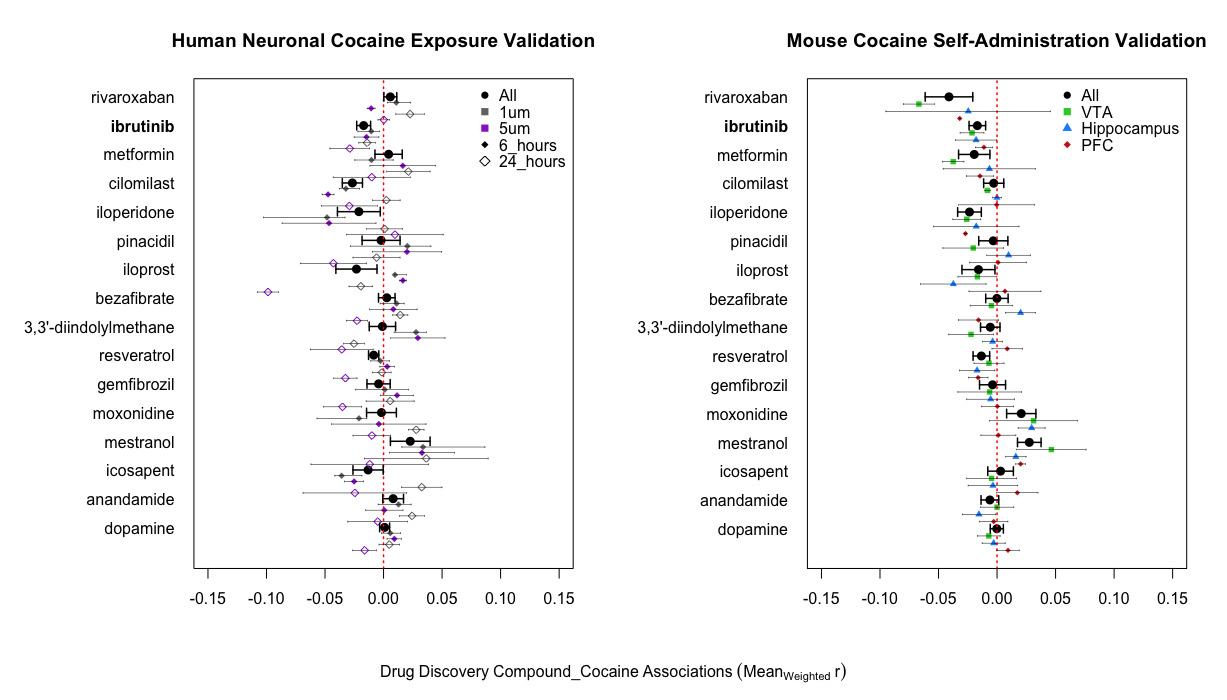 Human Neuronal Cocaine Exposure Validation
rivaroxaban
ibrutinib
metformin
cilomilast
iloperidone
pinacidil
iloprost
bezafibrate
3,3'-diindolylmethane
resveratrol
gemfibrozil
moxonidine
mestranol
icosapent
anandamide
dopamine
All
1um
5um
6_hours
24_hours
-0.15 -0.10 -0.05 0.00 0.05 0.10 0.15
Mouse Cocaine Self-Administration Validation
rivaroxaban
ibrutinib
metformin
cilomilast
iloperidone
pinacidil
iloprost
bezafibrate
3,3'-diindolylmethane
resveratrol
gemfibrozil
moxonidine
mestranol
icosapent
anandamide
dopamine
All
VTA
Hippocampus
PFC
-0.15 -0.10 -0.05 0.00 0.05 0.10 0.15
Drug Discovery Compound_Cocaine Associations (MeanWeighted r)